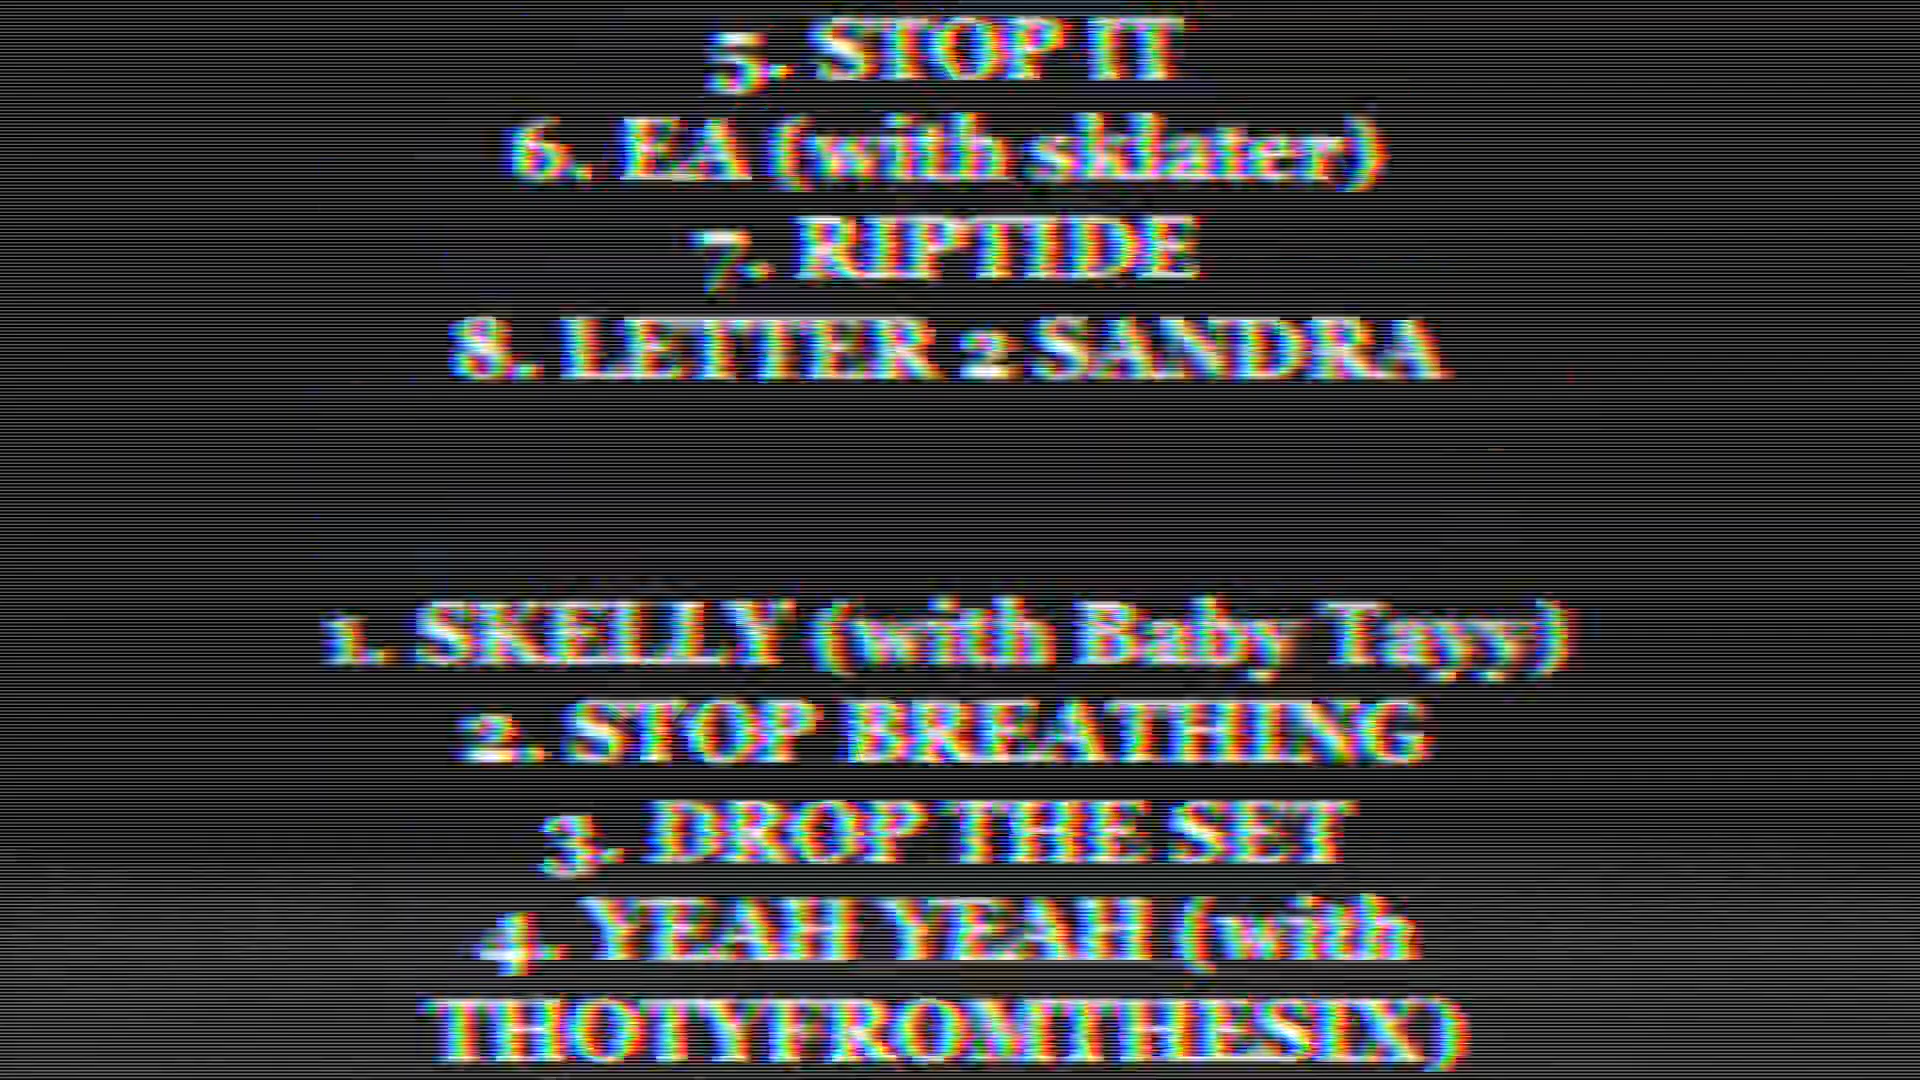 5. STOP IT
6. EA (with sklater)
7. RIPTIDE
8. LETTER 2 SANDRA
1. SKELLY (with Baby Tayy)
2. STOP BREATHING
3. DROP THE SET
4. YEAH YEAH (with
THOTYFROMTHESIX)